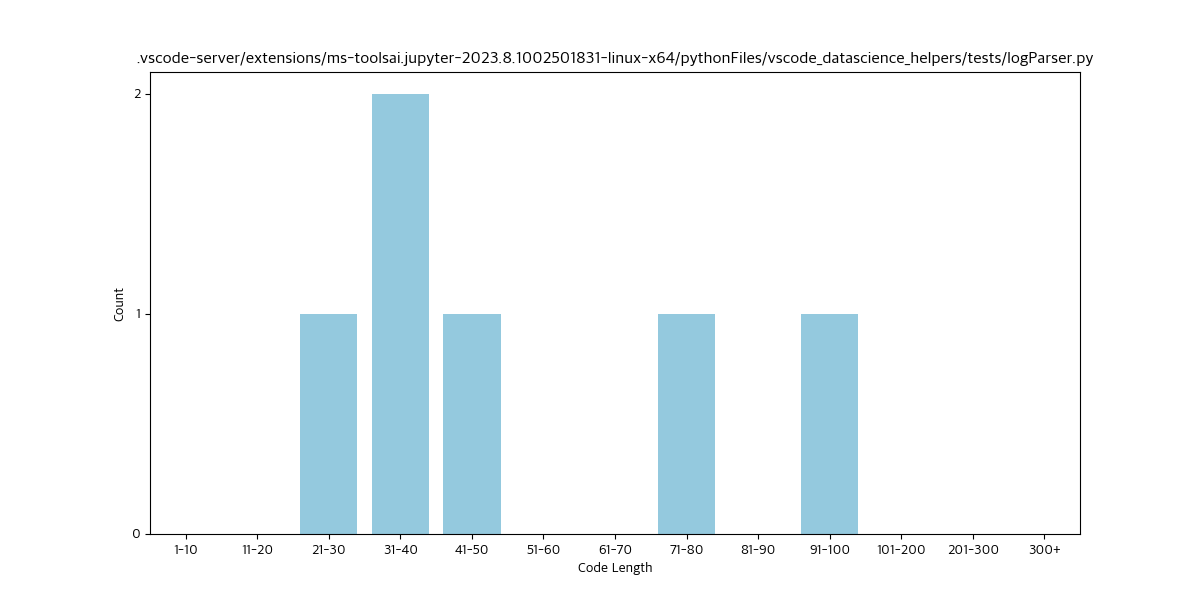 .vscode-server/extensions/ms-toolsai.jupyter-2023.8.1002501831-linux-x64/pythonFiles/vscode_datascience_helpers/tests/logParser.py
2
1
0
Count
1-10 11-20 21-30 31-40 41-50 51-60 61-70 71-80 81-90 91-100 101-200 201-300 300+
Code Length